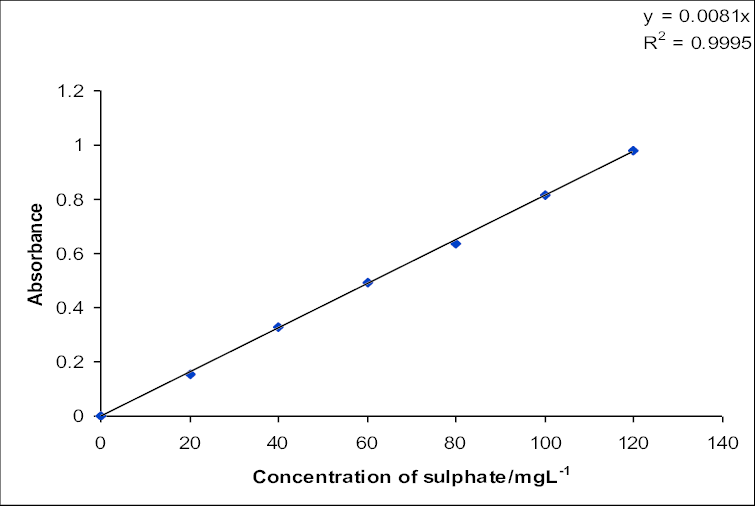 y = 0.0081x
R² = 0.9995
1.2
1
0.8
0.6
0.4
0.2
0
Absorbance
0 20 40 60 80 100 120 140
Concentration of sulphate/mgL⁻¹